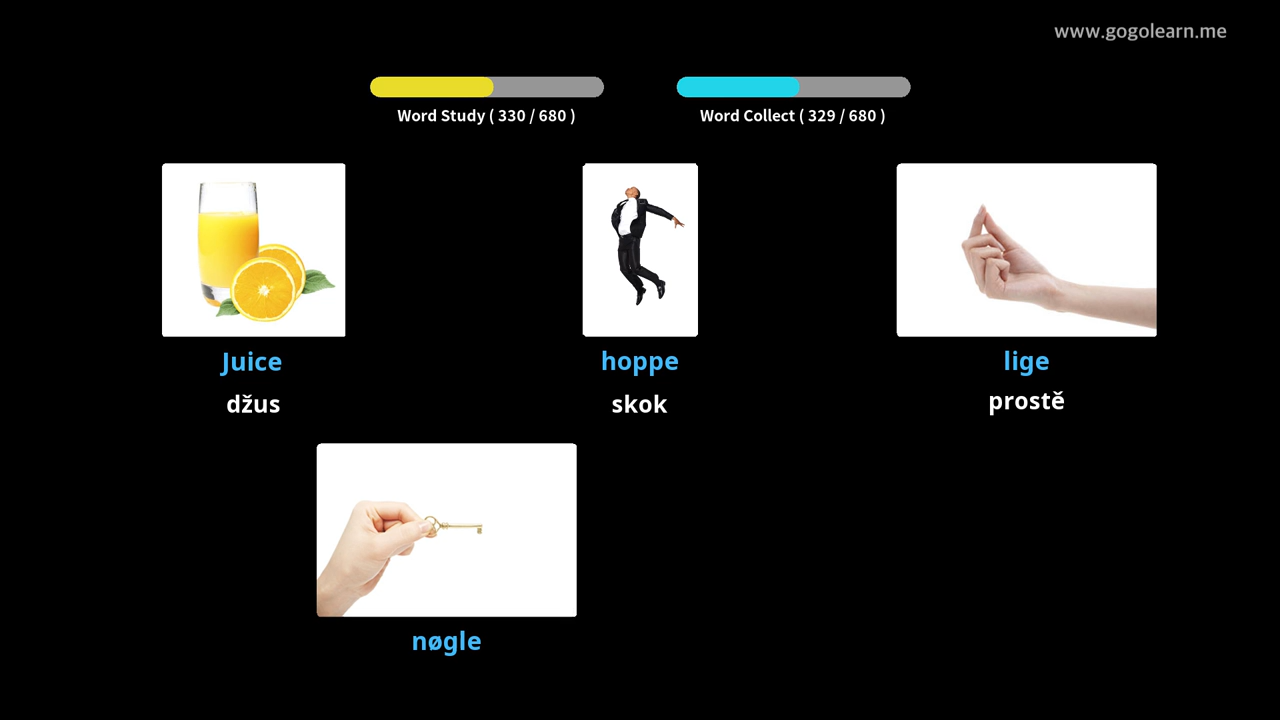 www.gogolearn.me
Word Study ( 330 / 680 )
Word Collect ( 329 / 680 )
Juice
hoppe
lige
džus
skok
prostě
nøgle